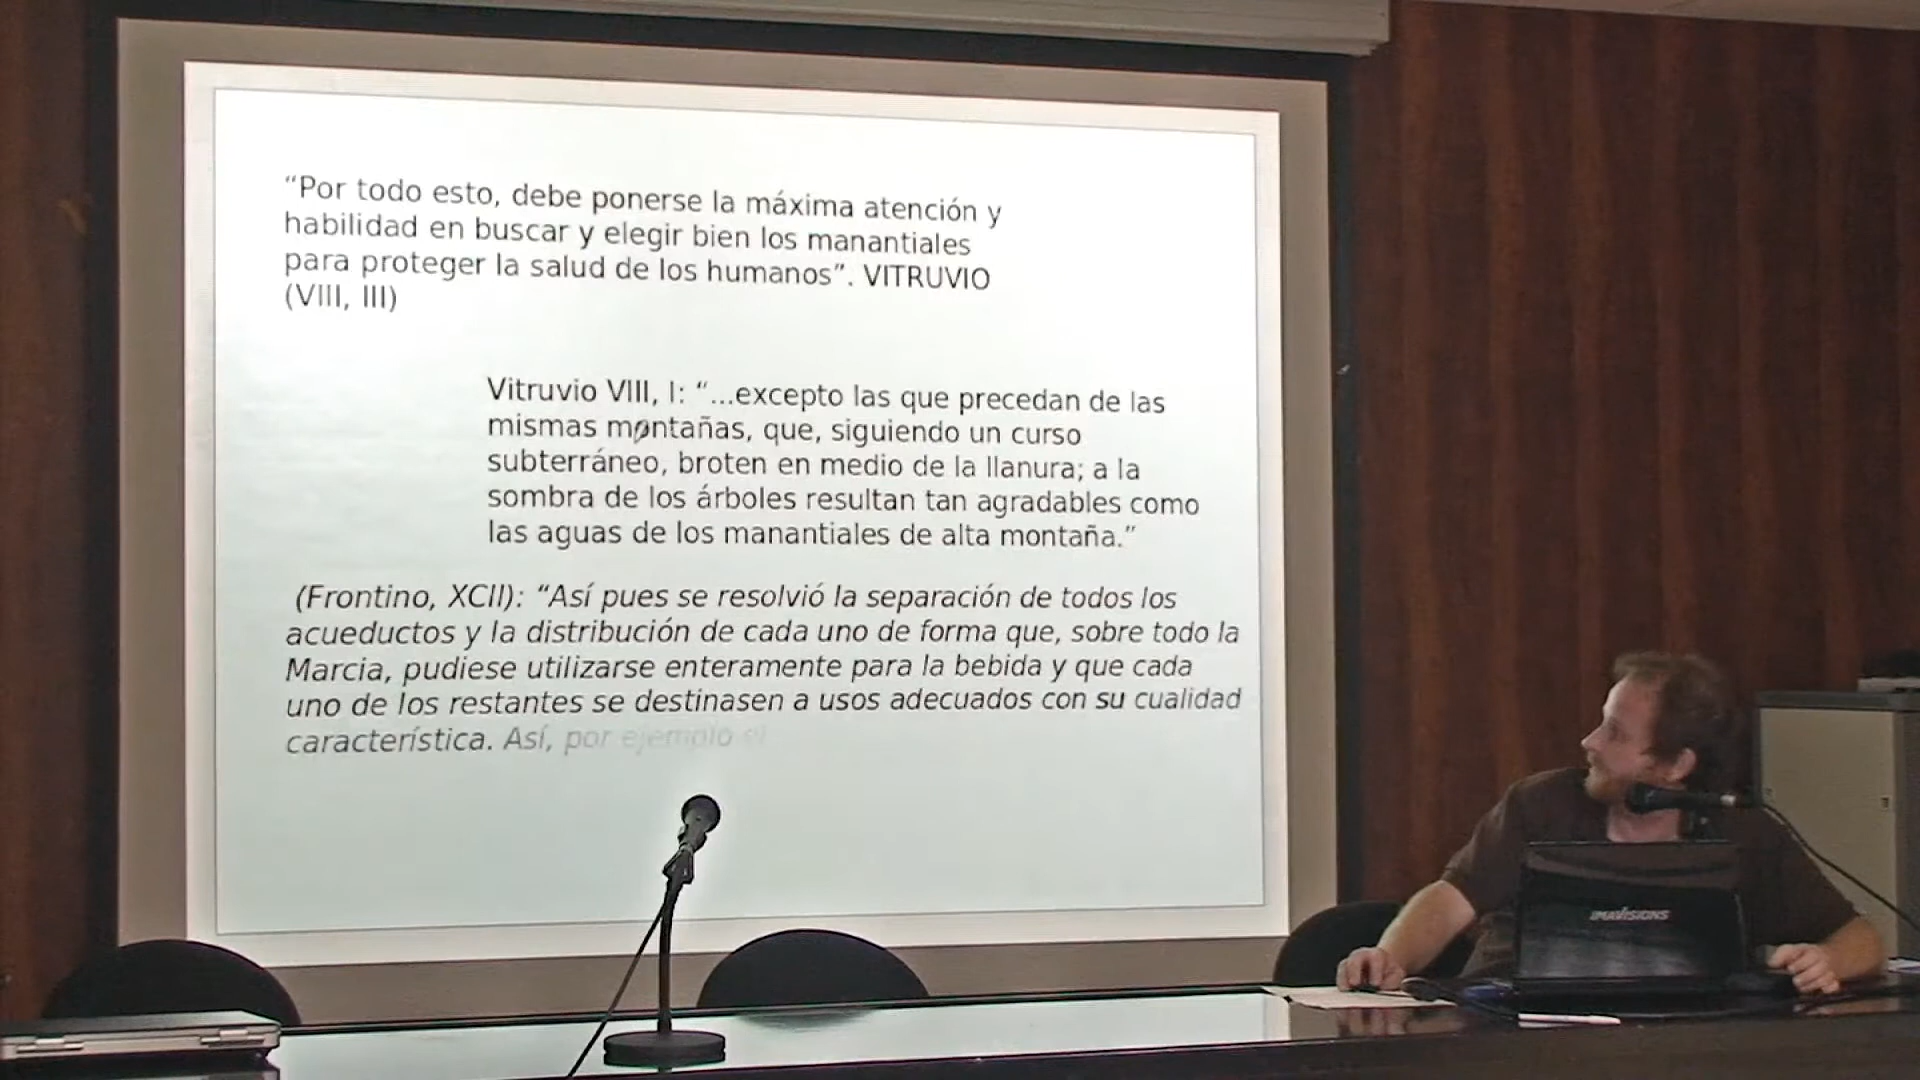 “Por todo esto, debe ponerse la máxima atención y
habilidad en buscar y elegir bien los manantiales
para proteger la salud de los humanos”. VITRUVIO
(VIII, III)
Vitruvio VIII, I: “...excepto las que precedan de las
mismas montañas, que, siguiendo un curso
subterráneo, broten en medio de la llanura; a la
sombra de los árboles resultan tan agradables como
las aguas de los manantiales de alta montaña.”
(Frontino, XCII): “Así pues se resolvió la separación de todos los
acueductos y la distribución de cada uno de forma que, sobre todo la
Marcia, pudiese utilizarse enteramente para la bebida y que cada
uno de los restantes se destinasen a usos adecuados con su cualidad
característica. Así, por ejemplo el